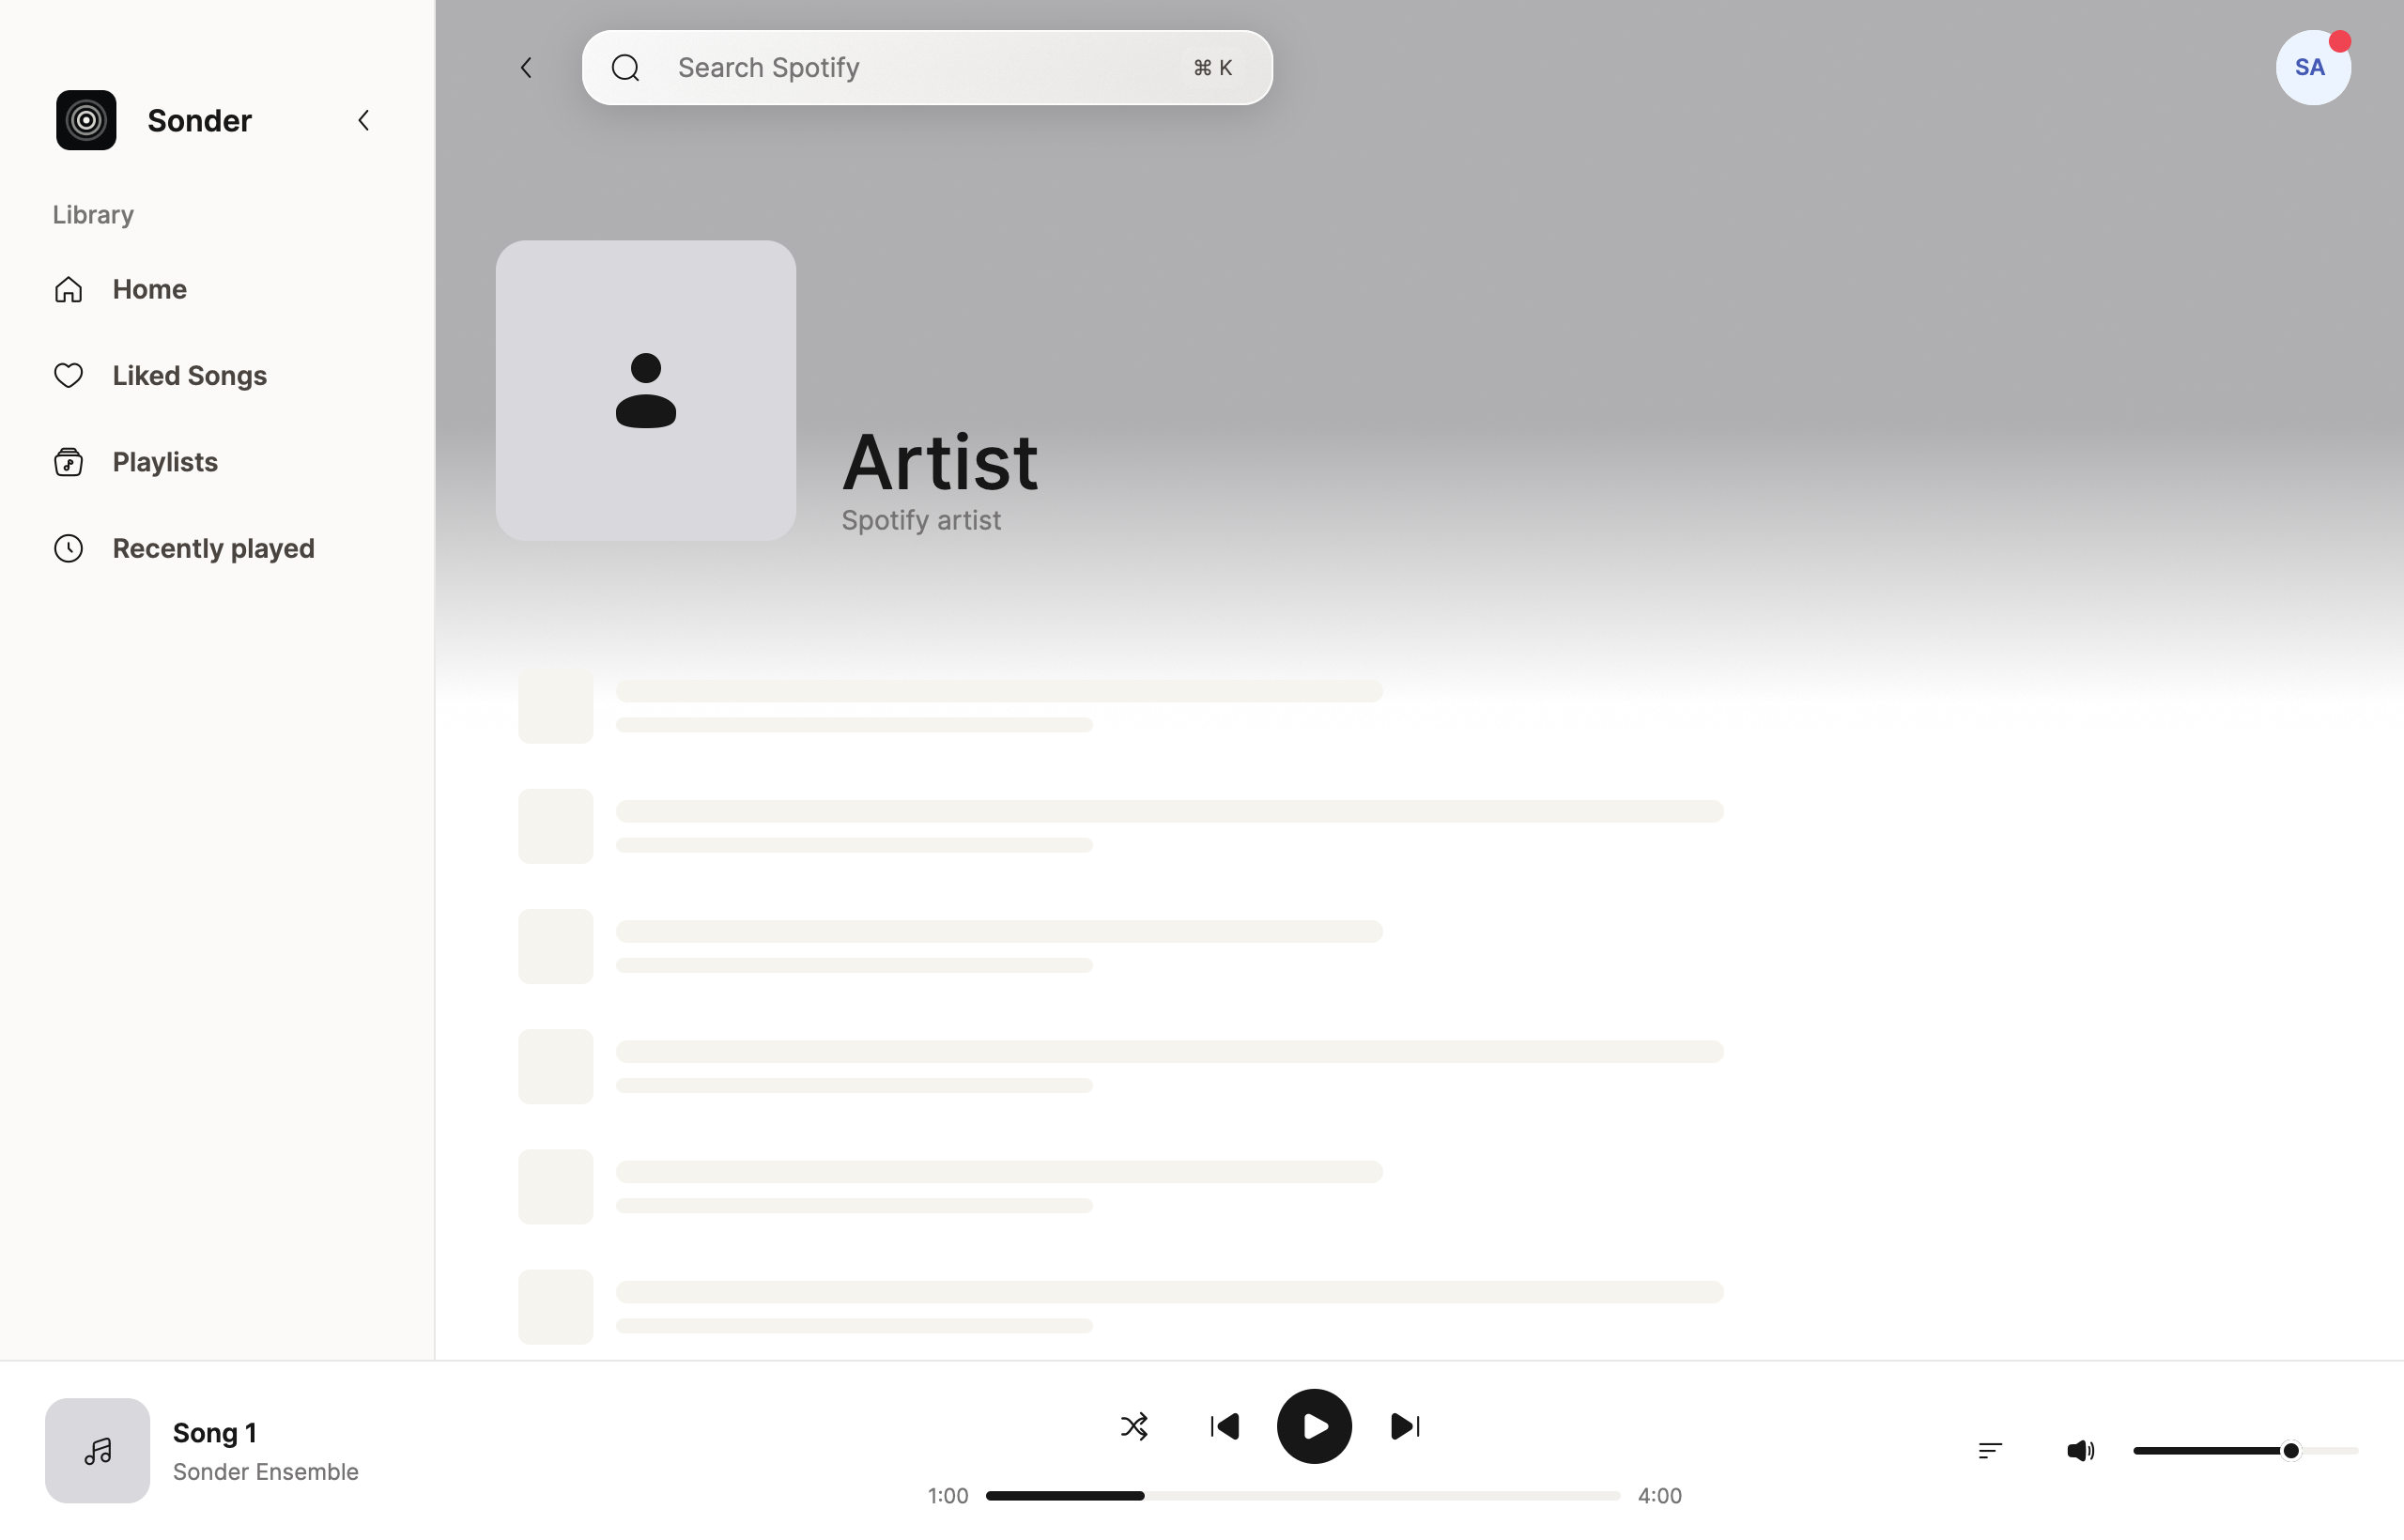 Sonder
Library
Home
Liked Songs
Playlists
Recently played
Search Spotify
⌘ K
SA
Artist
Spotify artist
Song 1
Sonder Ensemble
1:00
4:00